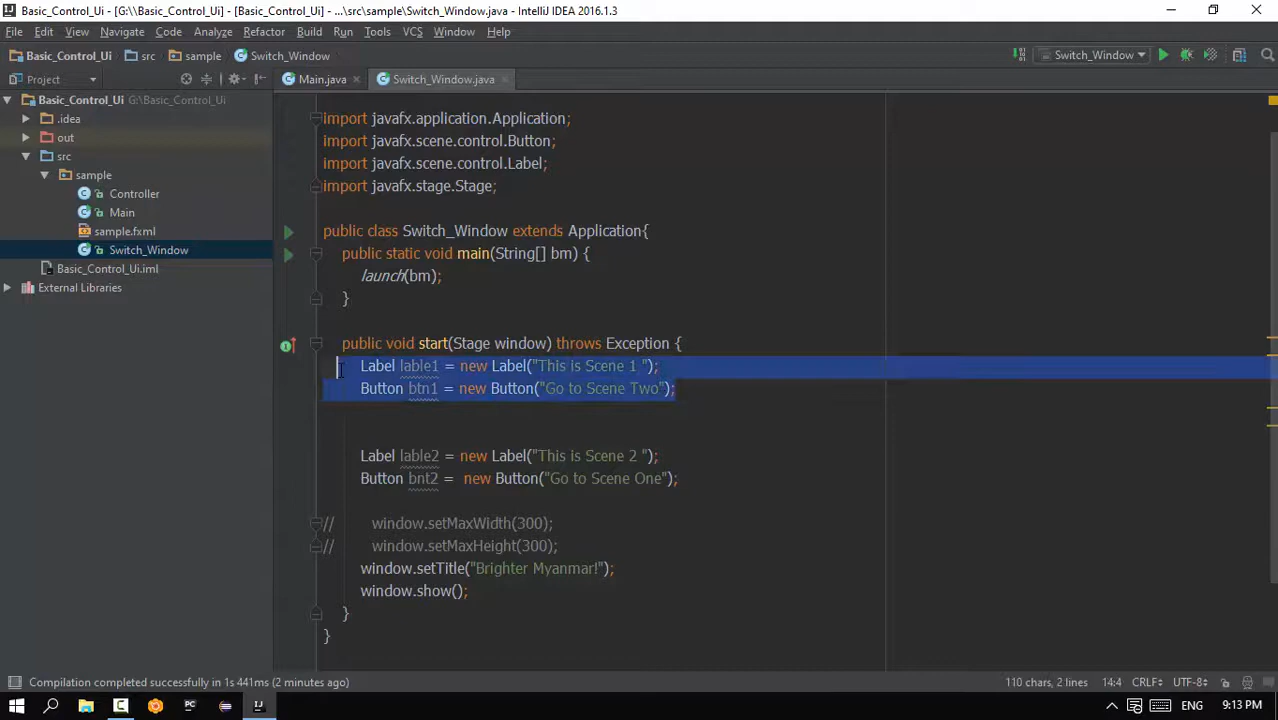 Basic_Control_Ui - [G:\\Basic_Control_Ui] - [Basic_Control_Ui] - ...\src\sample\Switch_Window.java - IntelliJ IDEA 2016.1.3
File Edit View Navigate Code Analyze Refactor Build Run Tools VCS Window Help
Basic_Control_Ui src sample Switch_Window Switch_Window
Project Main.java Switch_Window.java
Basic_Control_Ui G:\Basic_Control_Ui
.idea
out
src
sample
Controller
Main
sample.fxml
Switch_Window
Basic_Control_Ui.iml
External Libraries
import javafx.application.Application;
import javafx.scene.control.Button;
import javafx.scene.control.Label;
import javafx.stage.Stage;
public class Switch_Window extends Application{
public static void main(String[] bm) {
launch(bm);
}
public void start(Stage window) throws Exception {
Label lable1 = new Label("This is Scene 1 ");
Button btn1 = new Button("Go to Scene Two");
Label lable2 = new Label("This is Scene 2 ");
Button bnt2 =  new Button("Go to Scene One");
// window.setMaxWidth(300);
// window.setMaxHeight(300);
window.setTitle("Brighter Myanmar!");
window.show();
}
}
Compilation completed successfully in 1s 441ms (2 minutes ago) 110 chars, 2 lines 14:4 CRLF÷ UTF-8÷
PC ENG 9:13 PM